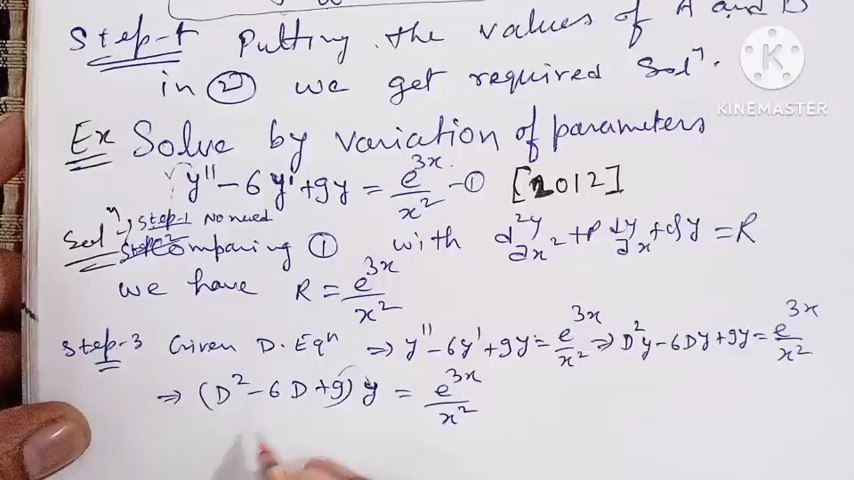 Step-4 Putting the values of A and B
in ② we get required Solⁿ.
K
KINEMASTER
Ex Solve by variation of parameters
y'' - 6y' + 9y = e^{3x}/x² - ① [2012]
Solⁿ Step-1 No need
Step-2 Comparing ① with d²y/dx² + P dy/dx + Qy = R
we have R = e^{3x}/x²
Step-3 Given D. Eqⁿ ⇒ y'' - 6y' + 9y = e^{3x}/x² ⇒ D²y - 6Dy + 9y = e^{3x}/x²
⇒ (D² - 6D + 9) y = e^{3x}/x²